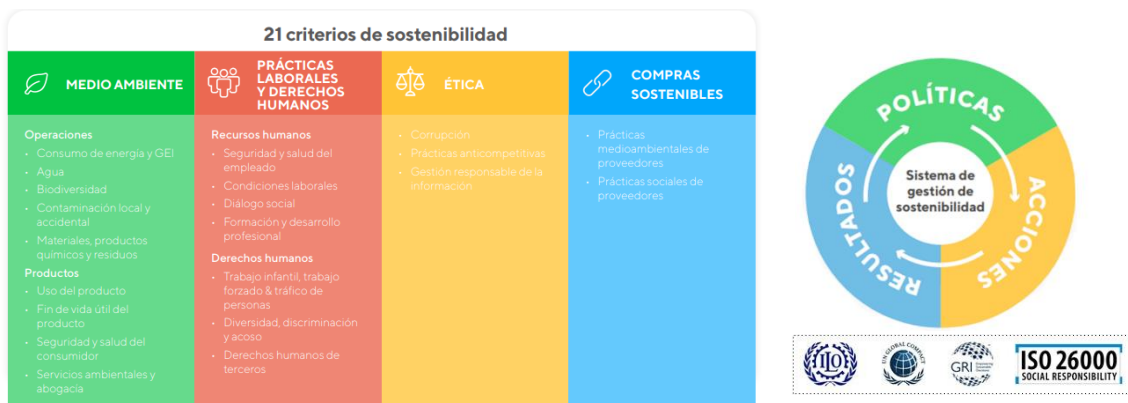 21 criterios de sostenibilidad
MEDIO AMBIENTE
Operaciones
• Consumo de energía y GEI
• Agua
• Biodiversidad
• Contaminación local y
accidental
• Materiales, productos
químicos y residuos
Productos
• Uso del producto
• Fin de vida útil del
producto
• Seguridad y salud del
consumidor
• Servicios ambientales y
abogacía
PRÁCTICAS
LABORALES
Y DERECHOS
HUMANOS
Recursos humanos
• Seguridad y salud del
empleado
• Condiciones laborales
• Diálogo social
• Formación y desarrollo
profesional
Derechos humanos
• Trabajo infantil, trabajo
forzado & tráfico de
personas
• Diversidad, discriminación
y acoso
• Derechos humanos de
terceros
ÉTICA
• Corrupción
• Prácticas anticompetitivas
• Gestión responsable de la
información
COMPRAS
SOSTENIBLES
• Prácticas
medioambientales de
proveedores
• Prácticas sociales de
proveedores
POLÍTICAS
ACCIONES
RESULTADOS
Sistema de
gestión de
sostenibilidad
ILO
UN GLOBAL COMPACT
GRI
ISO 26000
SOCIAL RESPONSIBILITY